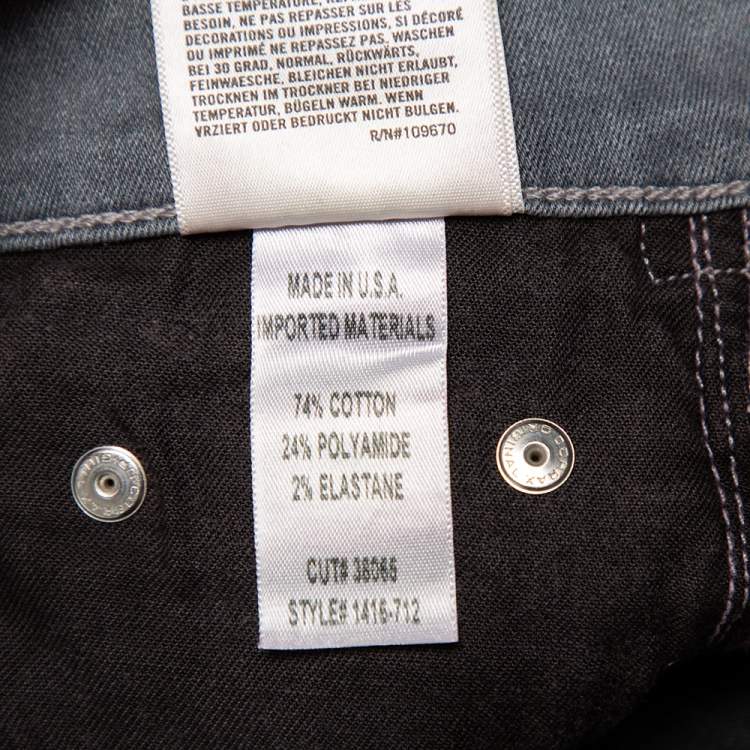 BASSE TEMPÉRATURE,
BESOIN, NE PAS REPASSER SUR LES
DECORATIONS OU IMPRESSIONS, SI DÉCORÉ
OU IMPRIMÉ NE REPASSEZ PAS. WASCHEN
BEI 30 GRAD, NORMAL, RÜCKWÄRTS,
FEINWAESCHE, BLEICHEN NICHT ERLAUBT,
TROCKNEN IM TROCKNER BEI NIEDRIGER
TEMPERATUR, BÜGELN WARM. WENN
VRZIERT ODER BEDRUCKT NICHT BULGEN.
R/N#109670
MADE IN U.S.A.
IMPORTED MATERIALS
74% COTTON
24% POLYAMIDE
2% ELASTANE
CUT# 38065
STYLE# 1416-712